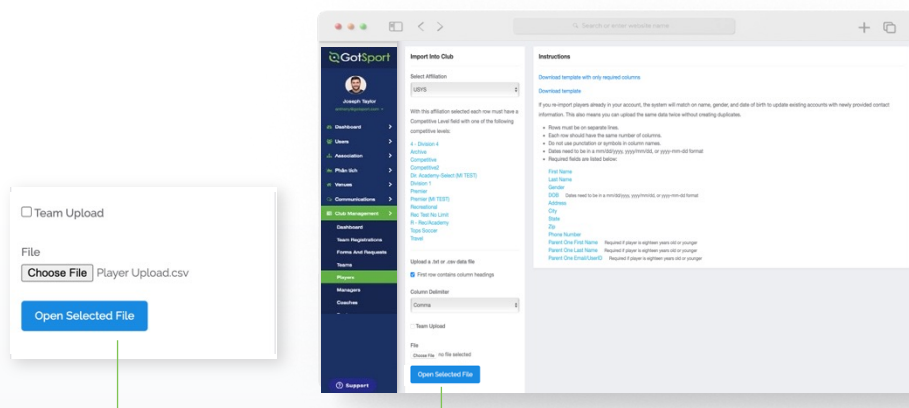 Team Upload
File
Choose File Player Upload.csv
Open Selected File
Search or enter website name
GotSport
Joseph Taylor
Dashboard
Users
Association
Phân tích
Venues
Communications
Club Management
Dashboard
Team Registrations
Forms And Requests
Teams
Players
Managers
Coaches
Support
Import Into Club
Select Affiliation
USYS
With this affiliation selected each row must have a
Competitive Level field with one of the following
competitive levels:
4 - Division 4
Archive
Competitive
Competitive2
Dir. Academy-Select (MI TEST)
Division 1
Premier
Premier (MI TEST)
Recreational
Rec Test No Limit
R - Rec/Academy
Tops Soccer
Travel
Upload a .txt or .csv data file
First row contains column headings
Column Delimiter
Comma
Team Upload
File
Choose File no file selected
Open Selected File
Instructions
Download template with only required columns
Download template
If you re-import players already in your account, the system will match on name, gender, and date of birth to update existing accounts with newly provided contact
information. This also means you can upload the same data twice without creating duplicates.
Rows must be on separate lines.
Each row should have the same number of columns.
Do not use punctuation or symbols in column names.
Dates need to be in a mm/dd/yyyy, yyyy/mm/dd, or yyyy-mm-dd format
Required fields are listed below:
First Name
Last Name
Gender
DOB Dates need to be in a mm/dd/yyyy, yyyy/mm/dd, or yyyy-mm-dd format
Address
City
State
Zip
Phone Number
Parent One First Name Required if player is eighteen years old or younger
Parent One Last Name Required if player is eighteen years old or younger
Parent One Email/UserID Required if player is eighteen years old or younger